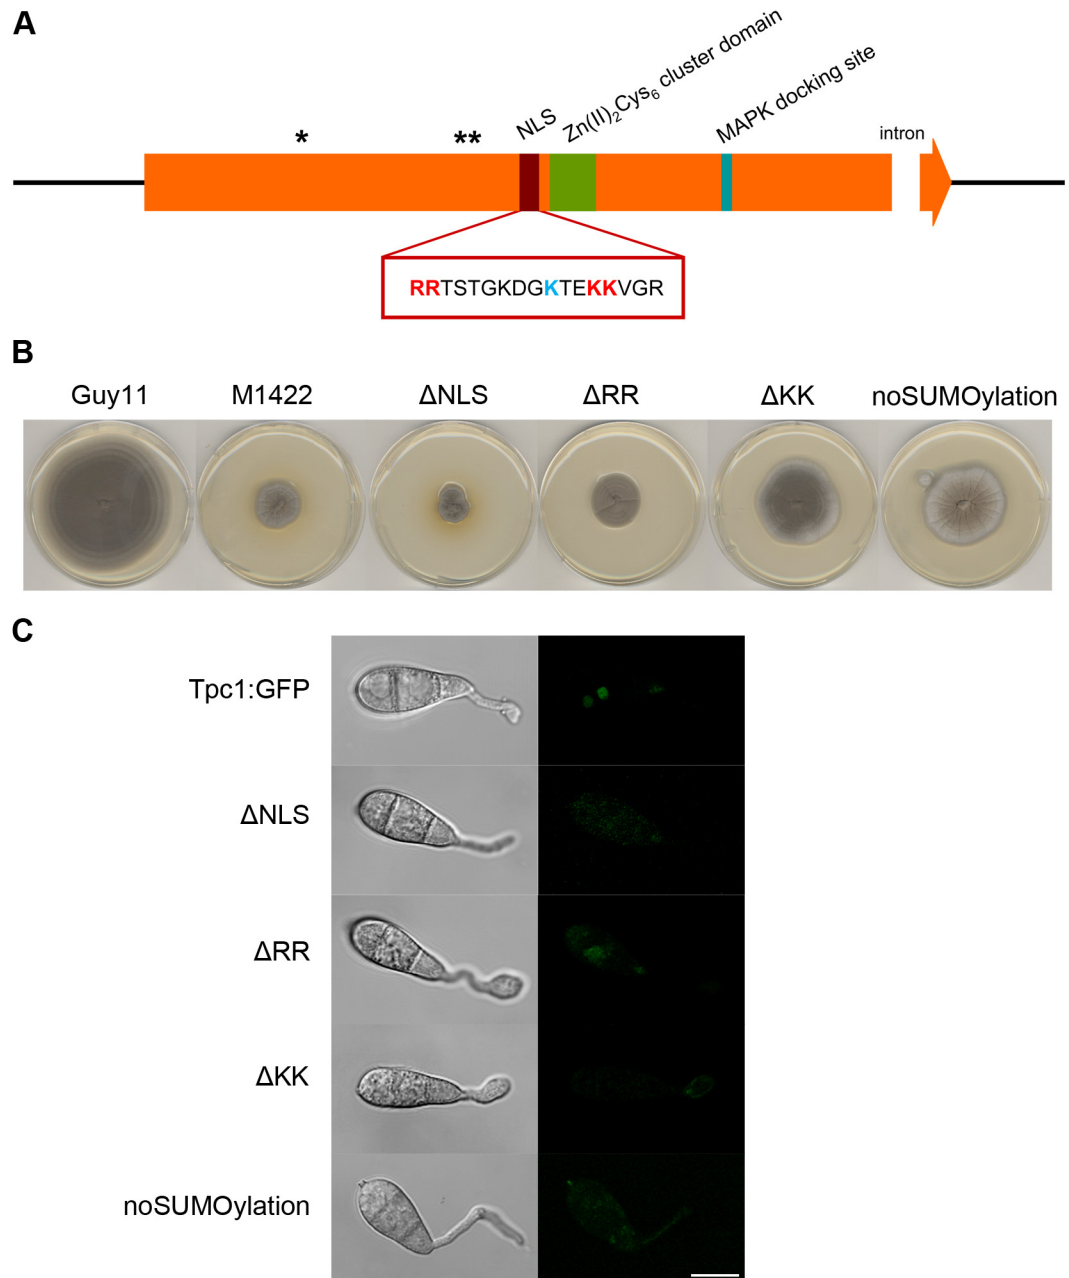 A
* ** NLS Zn(II)₂Cys₆ cluster domain MAPK docking site intron
RRTSTGKDGKTEKKVGR
B
Guy11 M1422 ΔNLS ΔRR ΔKK noSUMOylation
C
Tpc1:GFP
ΔNLS
ΔRR
ΔKK
noSUMOylation